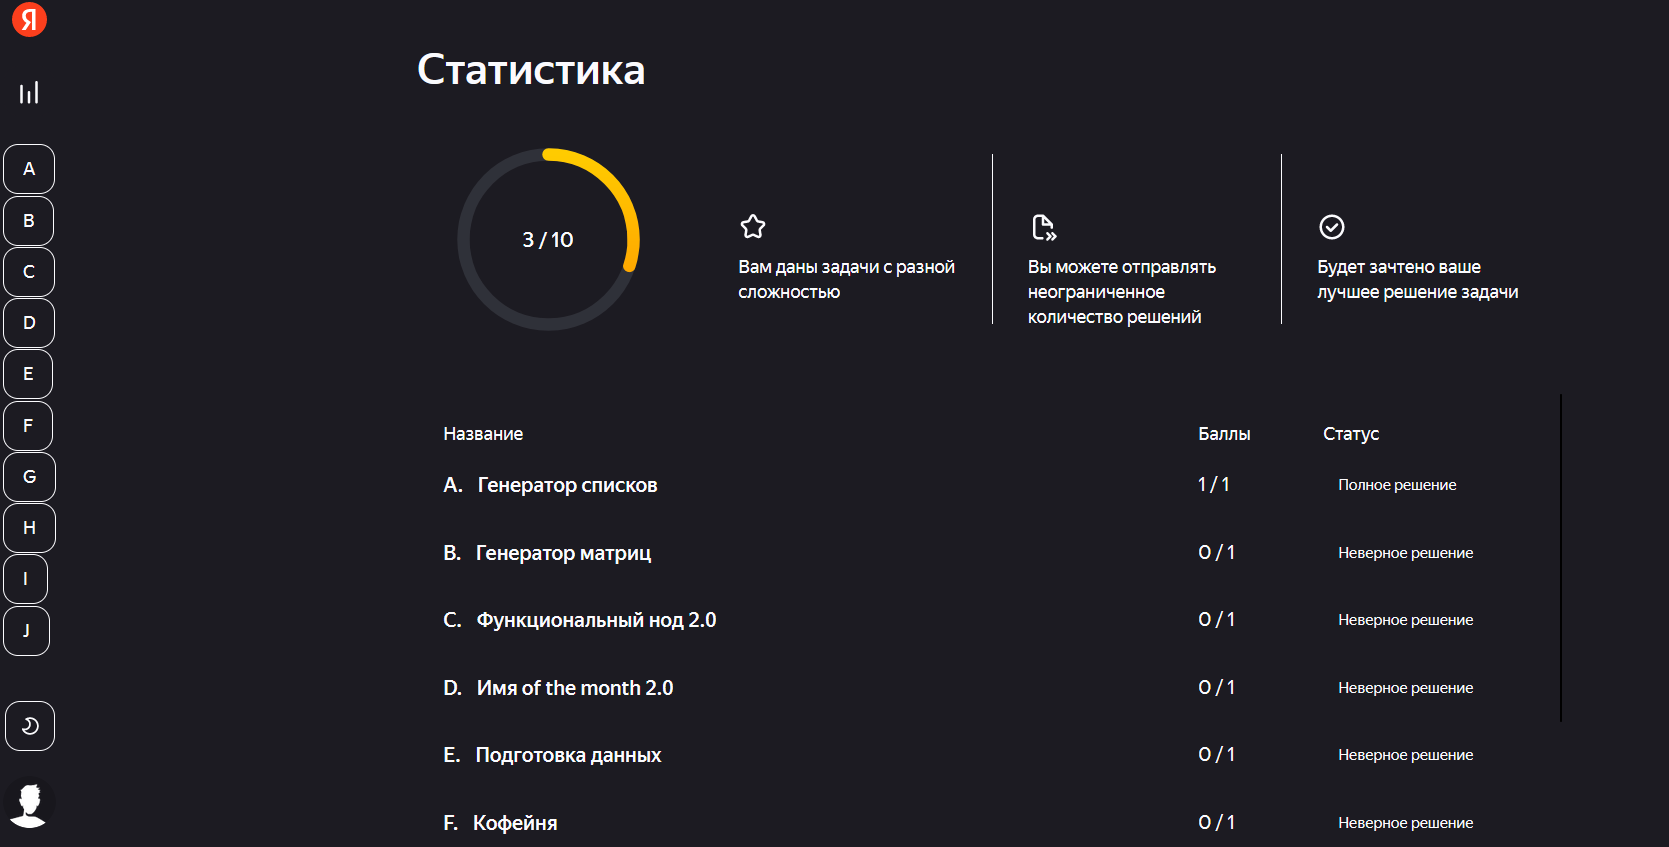 Я
Статистика
A
B
C
D
E
F
G
H
I
J
3 / 10
Вам даны задачи с разной
сложностью
Вы можете отправлять
неограниченное
количество решений
Будет зачтено ваше
лучшее решение задачи
Название Баллы Статус
A. Генератор списков 1 / 1 Полное решение
B. Генератор матриц 0 / 1 Неверное решение
C. Функциональный нод 2.0 0 / 1 Неверное решение
D. Имя of the month 2.0 0 / 1 Неверное решение
E. Подготовка данных 0 / 1 Неверное решение
F. Кофейня 0 / 1 Неверное решение